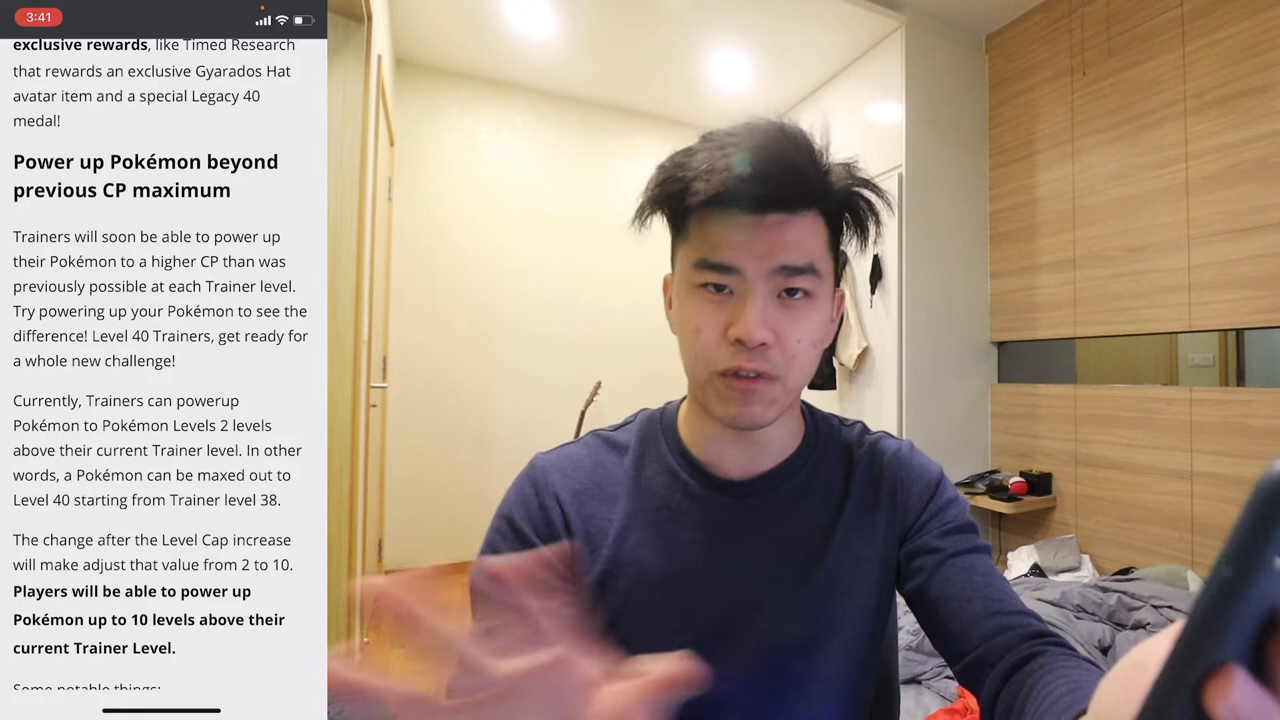 3:41
exclusive rewards, like Timed Research
that rewards an exclusive Gyarados Hat
avatar item and a special Legacy 40
medal!
Power up Pokémon beyond
previous CP maximum
Trainers will soon be able to power up
their Pokémon to a higher CP than was
previously possible at each Trainer level.
Try powering up your Pokémon to see the
difference! Level 40 Trainers, get ready for
a whole new challenge!
Currently, Trainers can powerup
Pokémon to Pokémon Levels 2 levels
above their current Trainer level. In other
words, a Pokémon can be maxed out to
Level 40 starting from Trainer level 38.
The change after the Level Cap increase
will make adjust that value from 2 to 10.
Players will be able to power up
Pokémon up to 10 levels above their
current Trainer Level.
Some notable things: